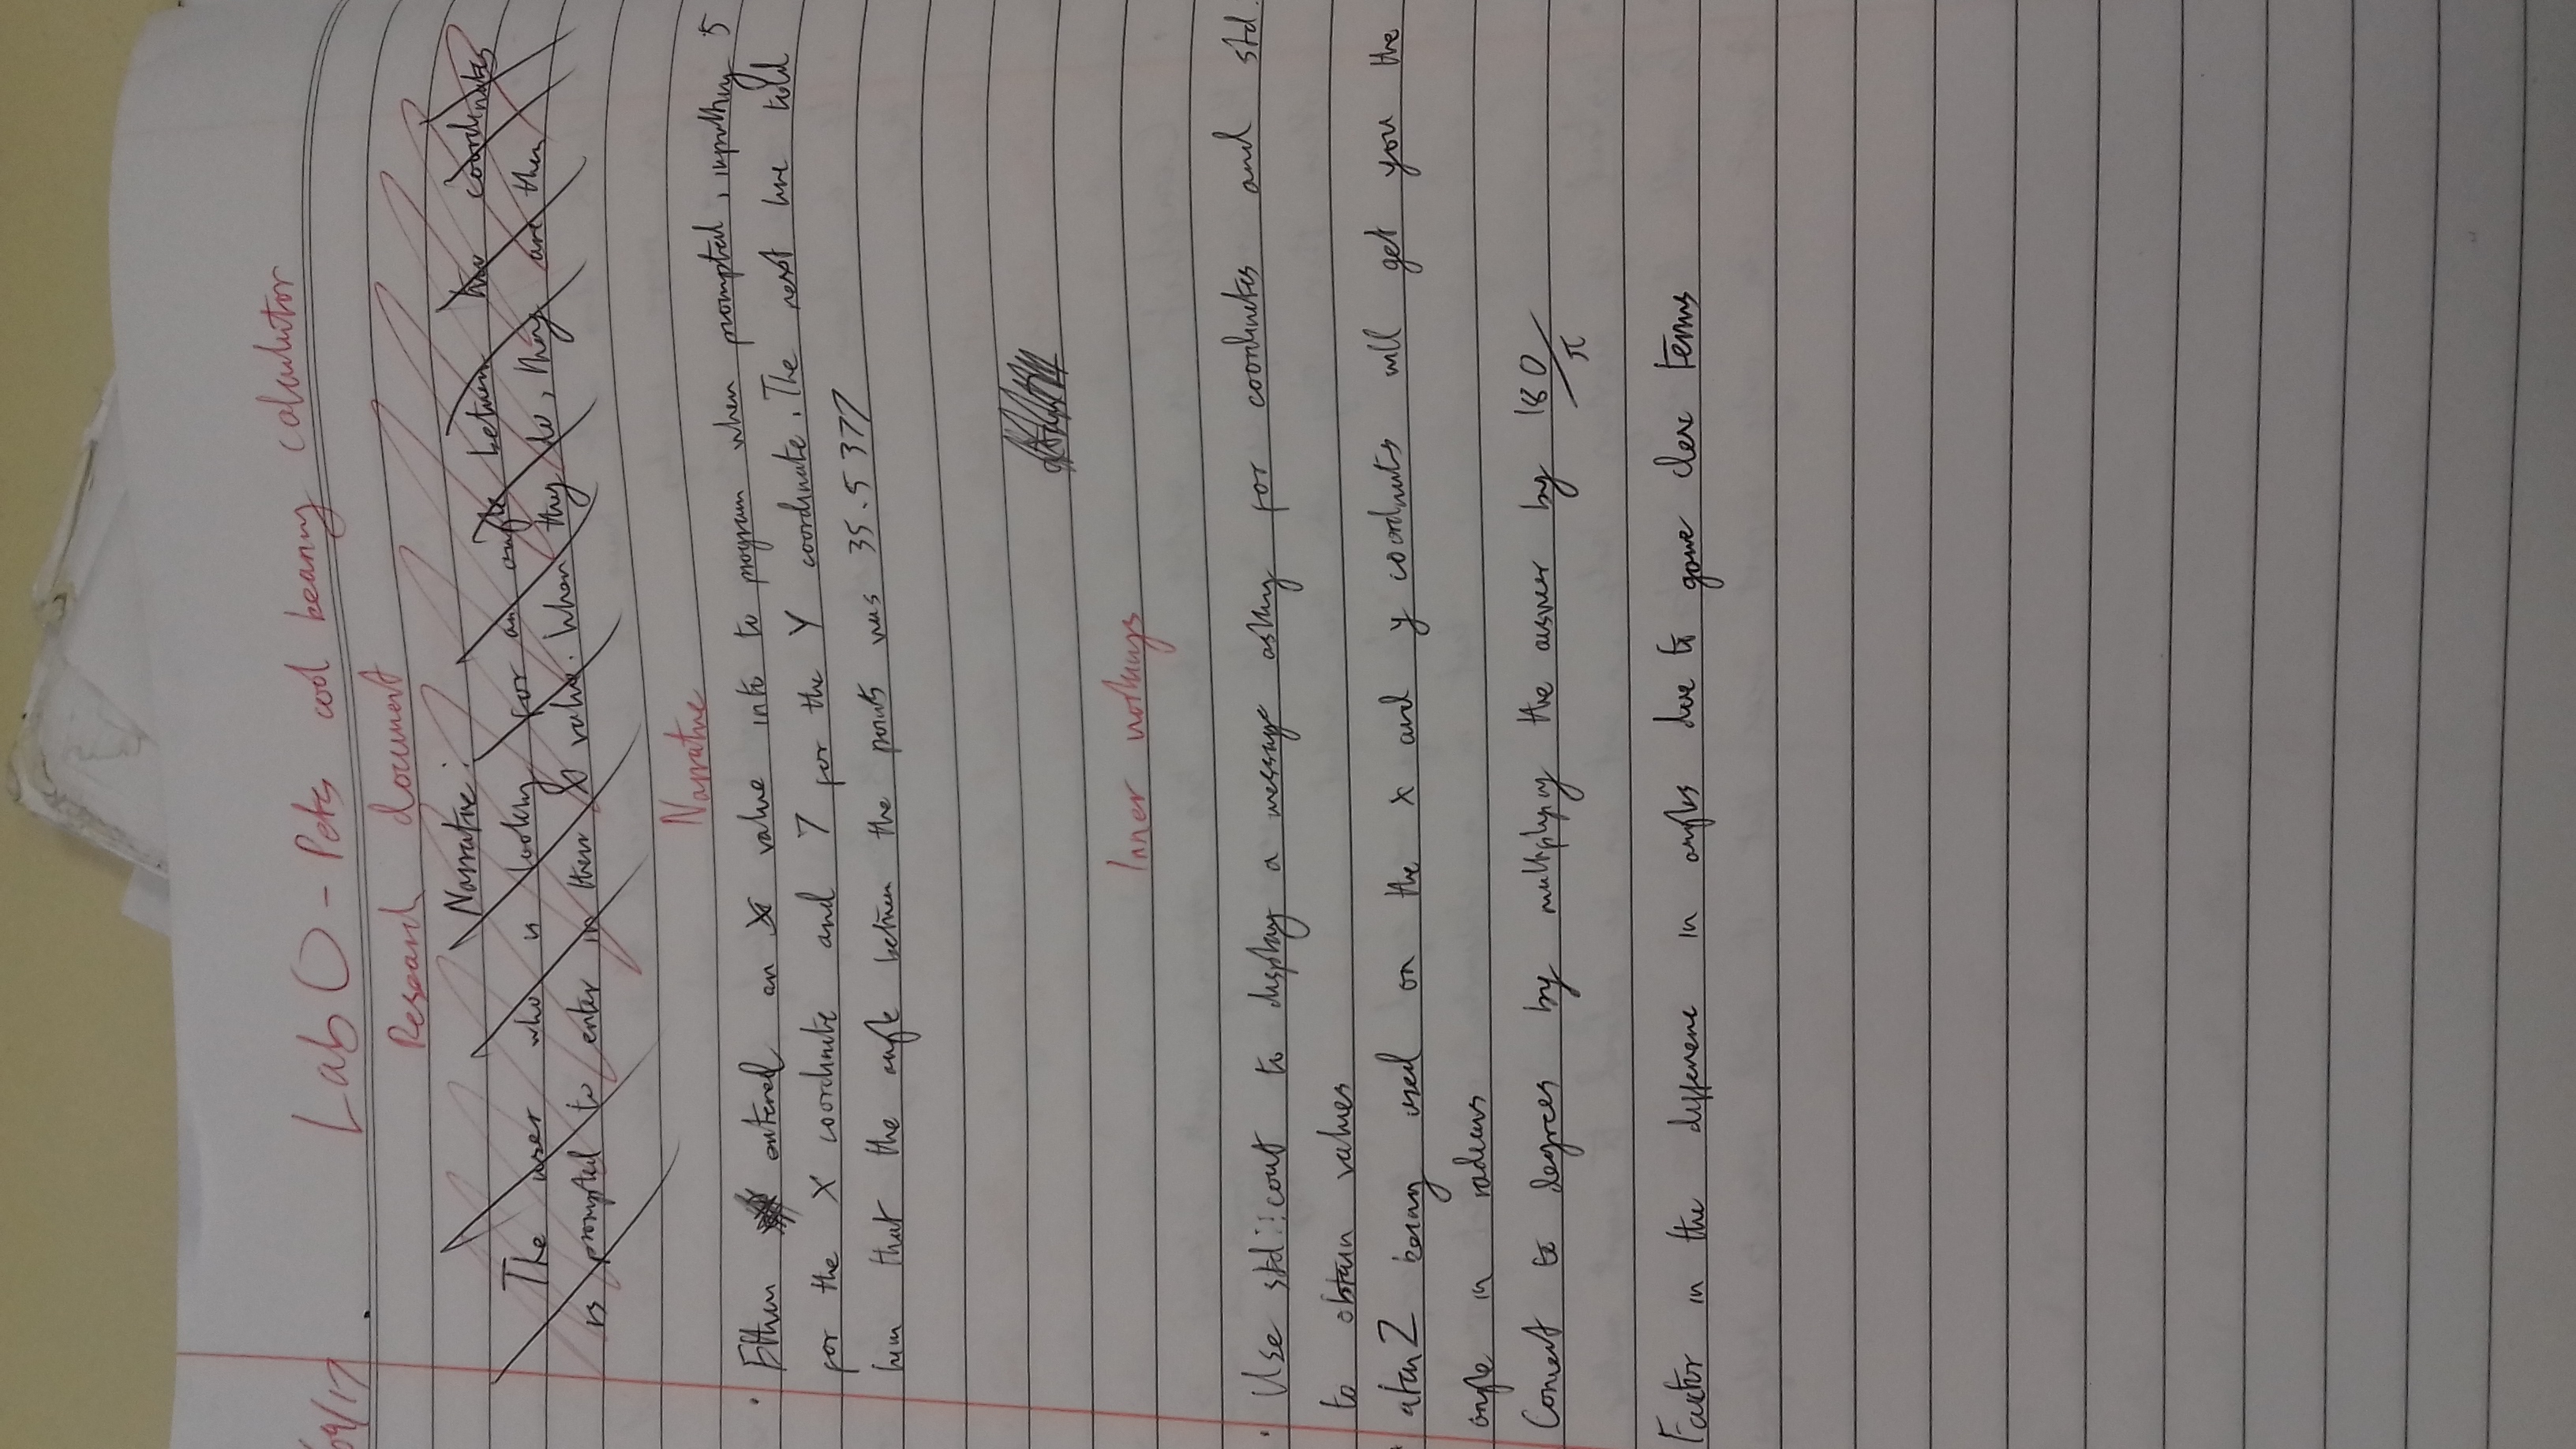 09/17
Lab 0 - Pets cool bearing calculator
Research document
Narrative:
The user who is looking for an angle between two coordinates
is prompted to enter in their X value. When they do, they are then
Narrative
· Ethan entered an X value into to program when prompted, inputting 5
for the X coordinate and 7 for the Y coordinate. The next line told
him that the angle between the points was 35.5377
Inner workings
· Use std::cout to display a message asking for coordinates and std
to obtain values
· atan2 being used on the x and y coordinates will get you the
angle in radians
Convert to degrees by multiplying the answer by 180/π
Factor in the difference in angles due to game dev terms